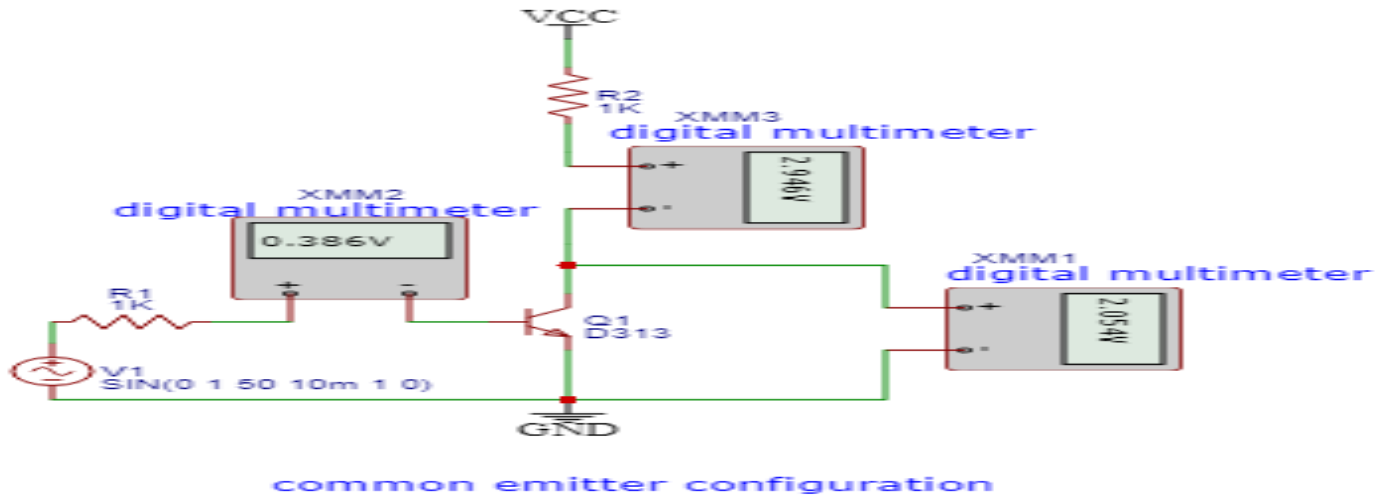 VCC
R2
1K
XMM3
digital multimeter
+
2.946V
-
XMM2
digital multimeter
0.386V
+ -
R1
1K
XMM1
digital multimeter
+
2.054V
-
Q1
D313
V1
SIN(0 1 50 10m 1 0)
GND
common emitter configuration